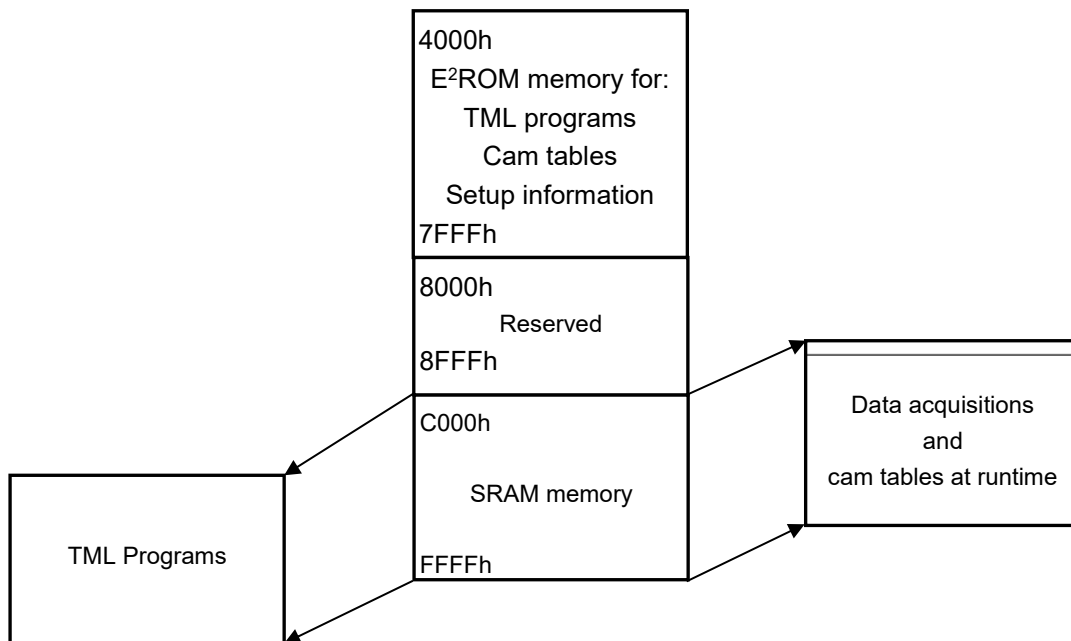 4000h
E²ROM memory for:
TML programs
Cam tables
Setup information
7FFFh
8000h
Reserved
8FFFh
C000h
SRAM memory
FFFFh
TML Programs
Data acquisitions
and
cam tables at runtime